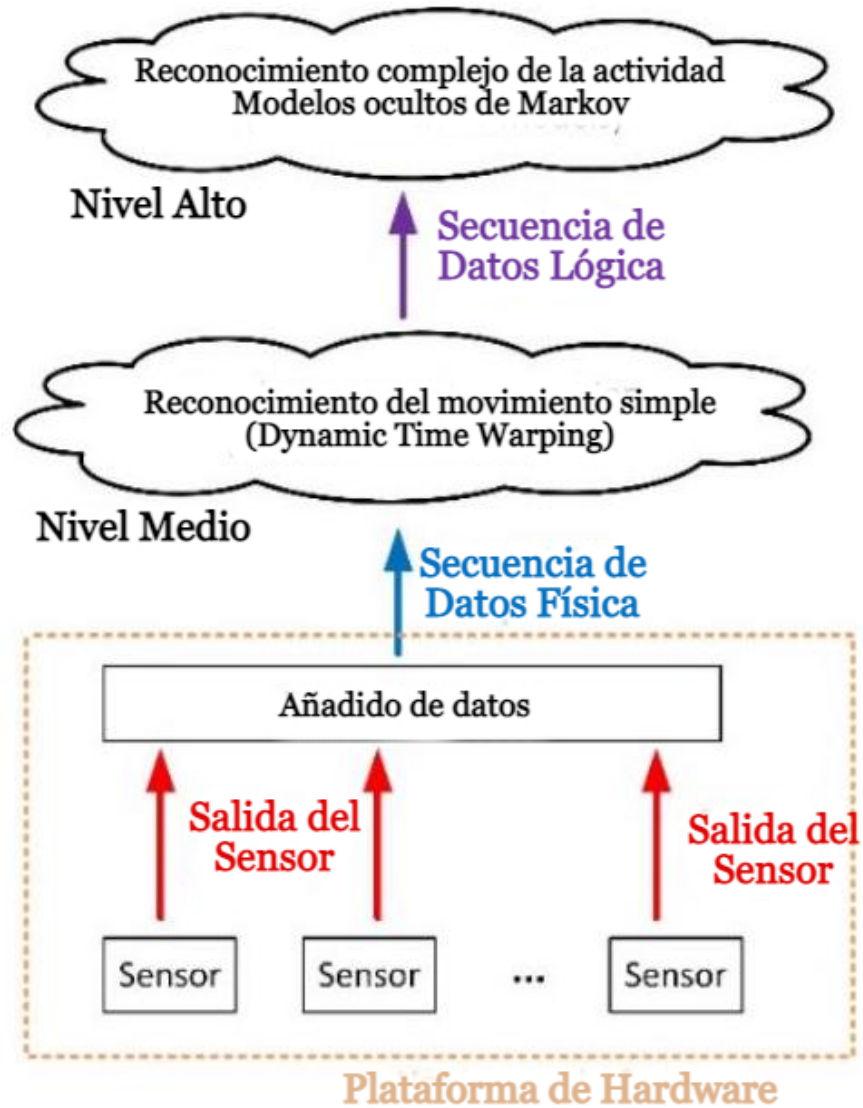 Reconocimiento complejo de la actividad
Modelos ocultos de Markov
Nivel Alto
Secuencia de
Datos Lógica
Reconocimiento del movimiento simple
(Dynamic Time Warping)
Nivel Medio
Secuencia de
Datos Física
Añadido de datos
Salida del
Sensor
Salida del
Sensor
Sensor
Sensor
...
Sensor
Plataforma de Hardware